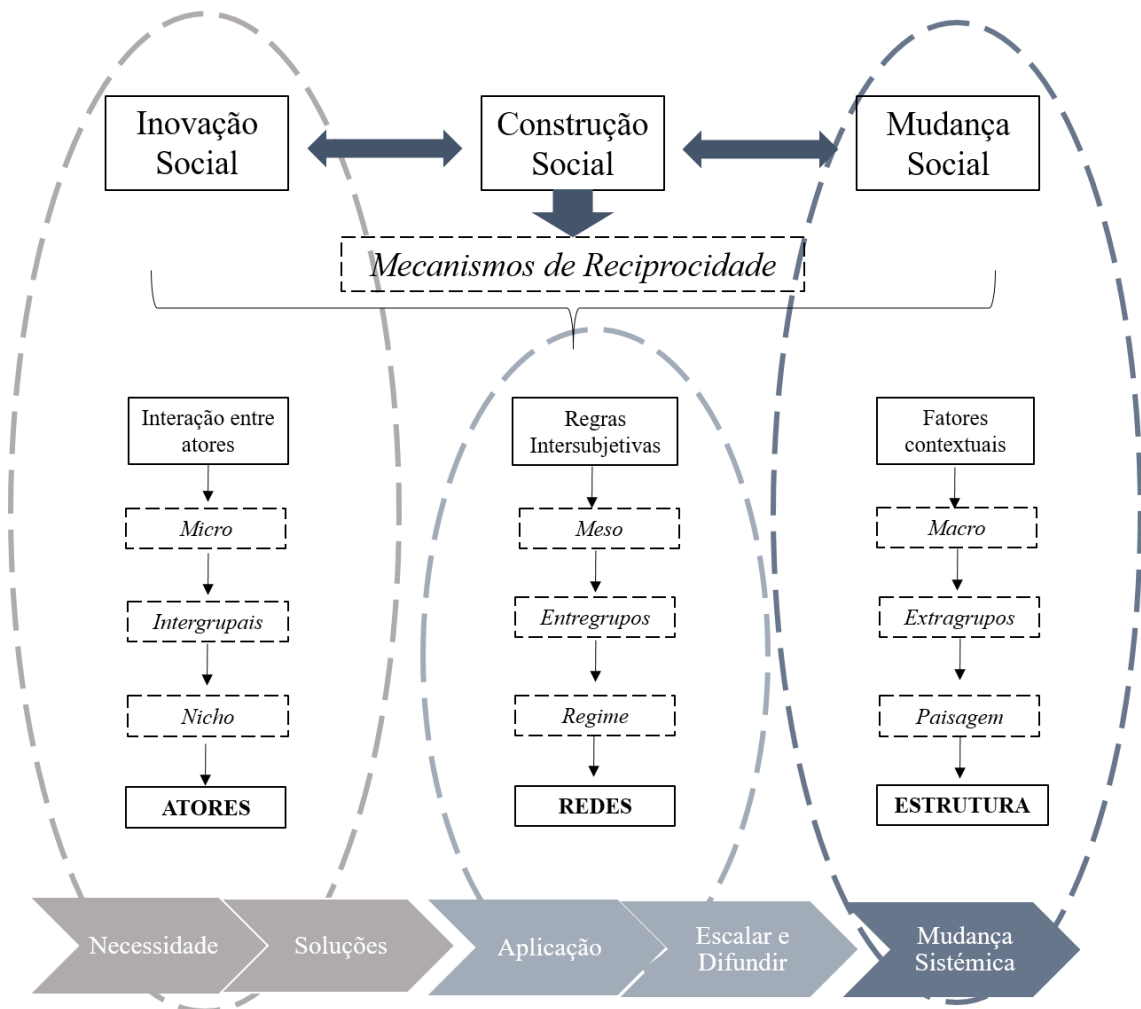 Inovação
Social
Construção
Social
Mudança
Social
Mecanismos de Reciprocidade
Interação entre
atores
Micro
Intergrupais
Nicho
ATORES
Regras
Intersubjetivas
Meso
Entregrupos
Regime
REDES
Fatores
contextuais
Macro
Extragrupos
Paisagem
ESTRUTURA
Necessidade
Soluções
Aplicação
Escalar e
Difundir
Mudança
Sistémica